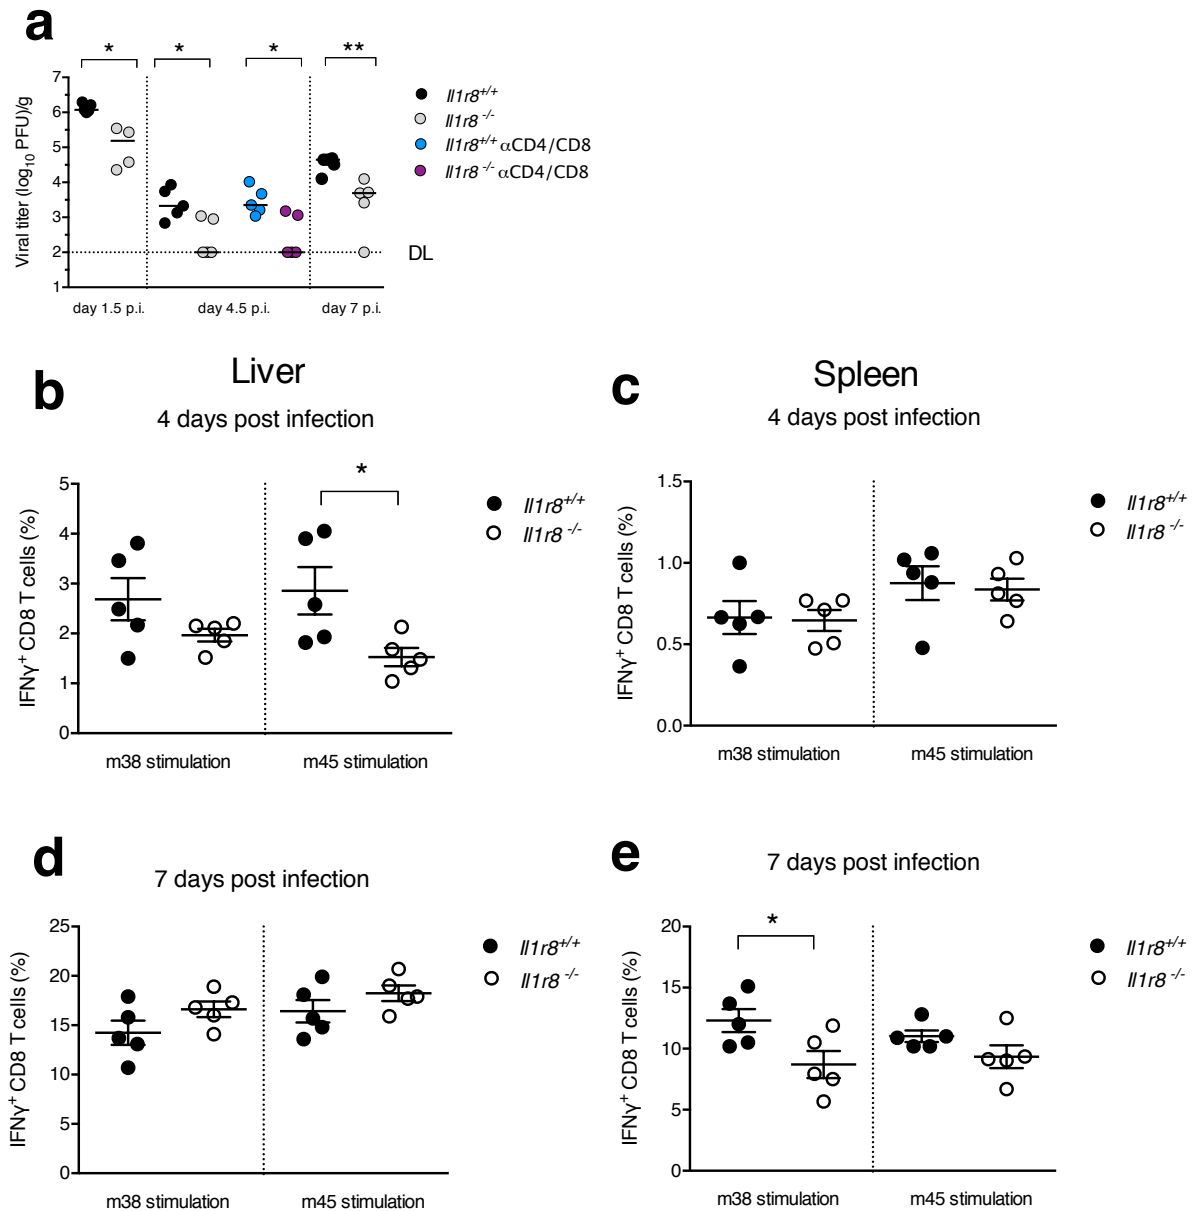 a
* * * **
Viral titer (log10 PFU)/g
7
6
5
4
3
2
1
DL
day 1.5 p.i. day 4.5 p.i. day 7 p.i.
Il1r8+/+
Il1r8 -/-
Il1r8+/+ αCD4/CD8
Il1r8 -/- αCD4/CD8
b
Liver
4 days post infection
*
IFNγ+ CD8 T cells (%)
5
4
3
2
1
0
m38 stimulation m45 stimulation
Il1r8+/+
Il1r8 -/-
c
Spleen
4 days post infection
IFNγ+ CD8 T cells (%)
1.5
1.0
0.5
0.0
m38 stimulation m45 stimulation
Il1r8+/+
Il1r8 -/-
d
7 days post infection
IFNγ+ CD8 T cells (%)
25
20
15
10
5
0
m38 stimulation m45 stimulation
Il1r8+/+
Il1r8 -/-
e
7 days post infection
*
IFNγ+ CD8 T cells (%)
20
15
10
5
0
m38 stimulation m45 stimulation
Il1r8+/+
Il1r8 -/-